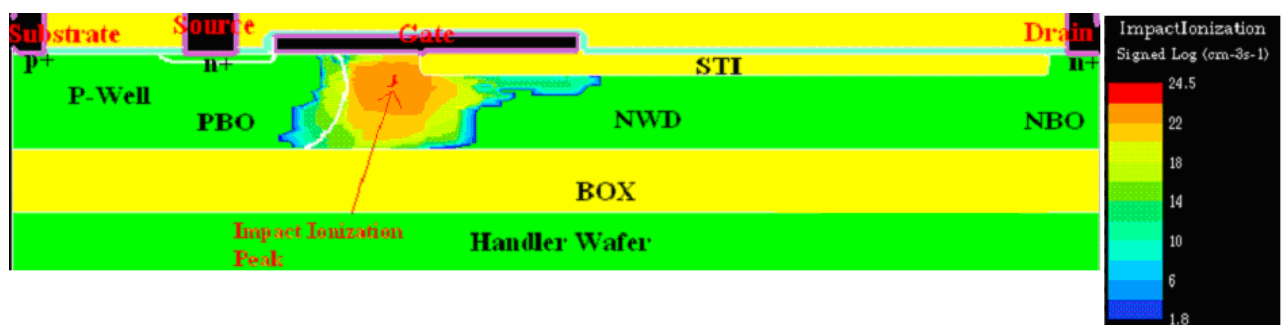 Substrate
Source
Gate
Drain
p+
n+
STI
n+
P-Well
PBO
NWD
NBO
BOX
Impact Ionization
Peak
Handler Wafer
ImpactIonization
Signed Log (cm-3s-1)
24.5
22
18
14
10
6
1.8